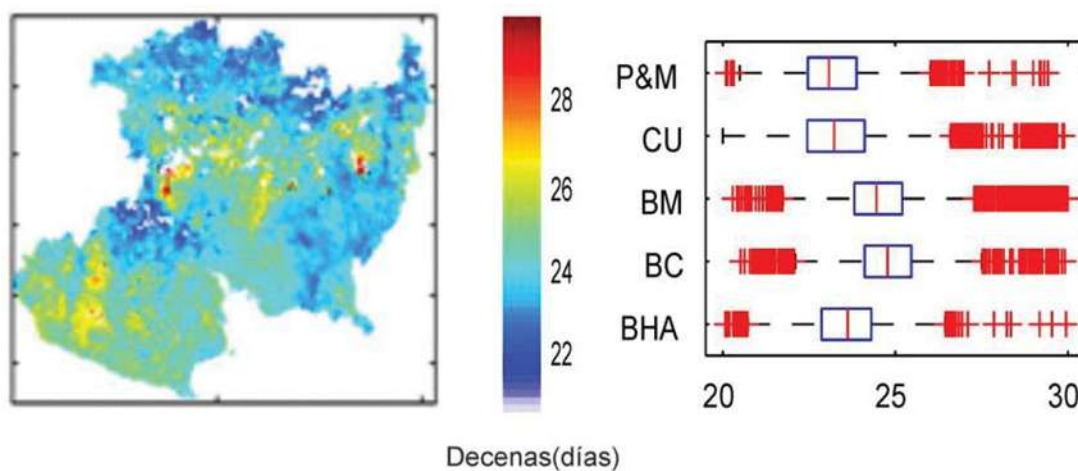 28
26
24
22
P&M
CU
BM
BC
BHA
20 25 30
Decenas(días)